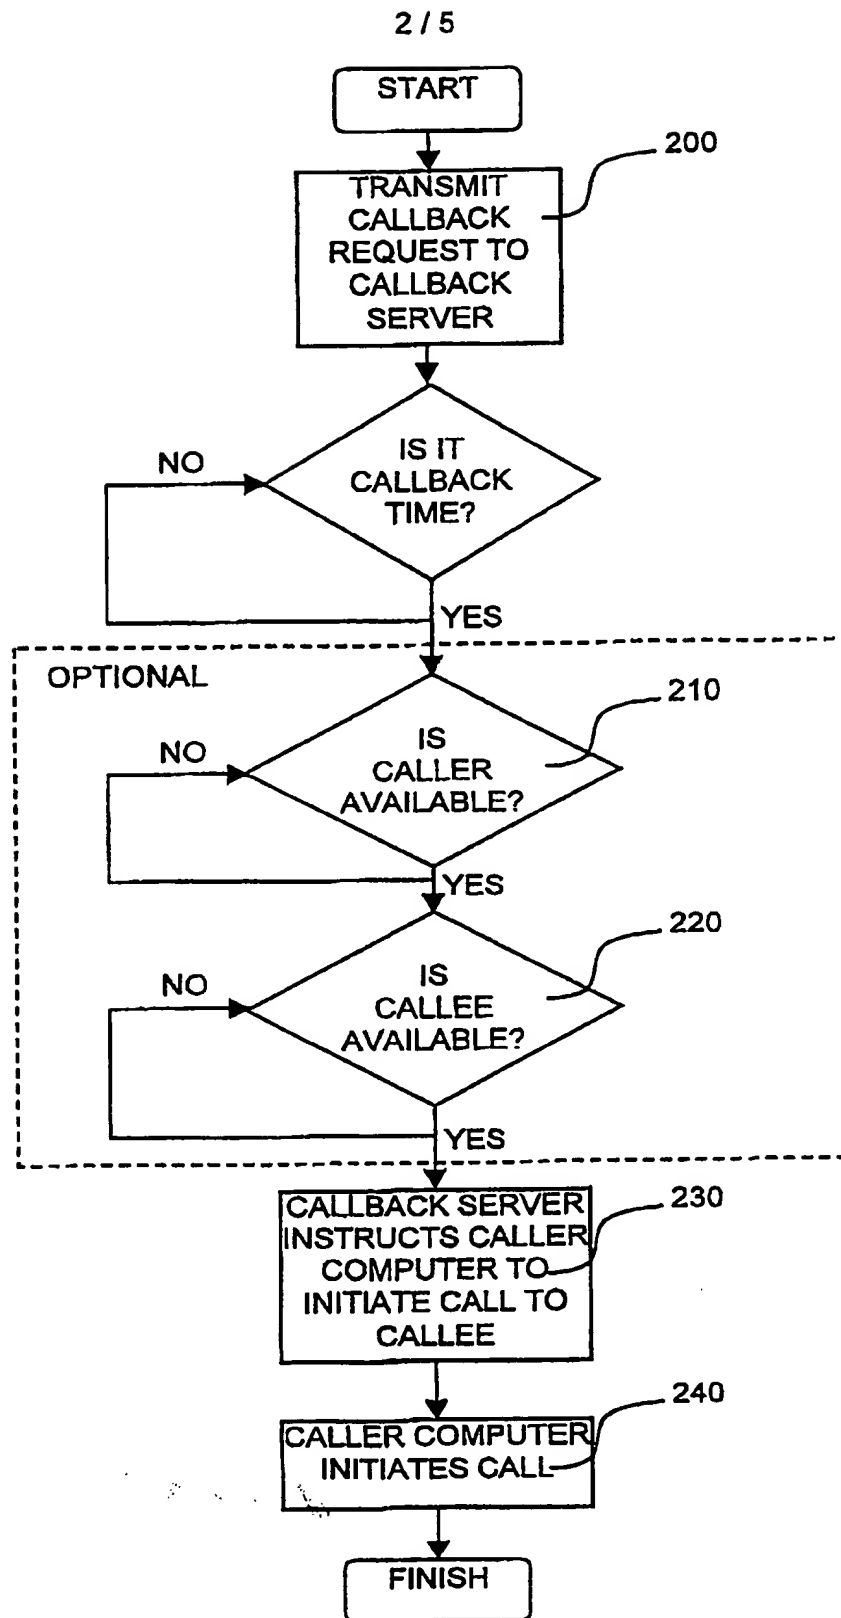 2 / 5
START
200
TRANSMIT
CALLBACK
REQUEST TO
CALLBACK
SERVER
IS IT
CALLBACK
TIME?
NO
YES
OPTIONAL
210
IS
CALLER
AVAILABLE?
NO
YES
220
IS
CALLEE
AVAILABLE?
NO
YES
230
CALLBACK SERVER
INSTRUCTS CALLER
COMPUTER TO
INITIATE CALL TO
CALLEE
240
CALLER COMPUTER
INITIATES CALL
FINISH